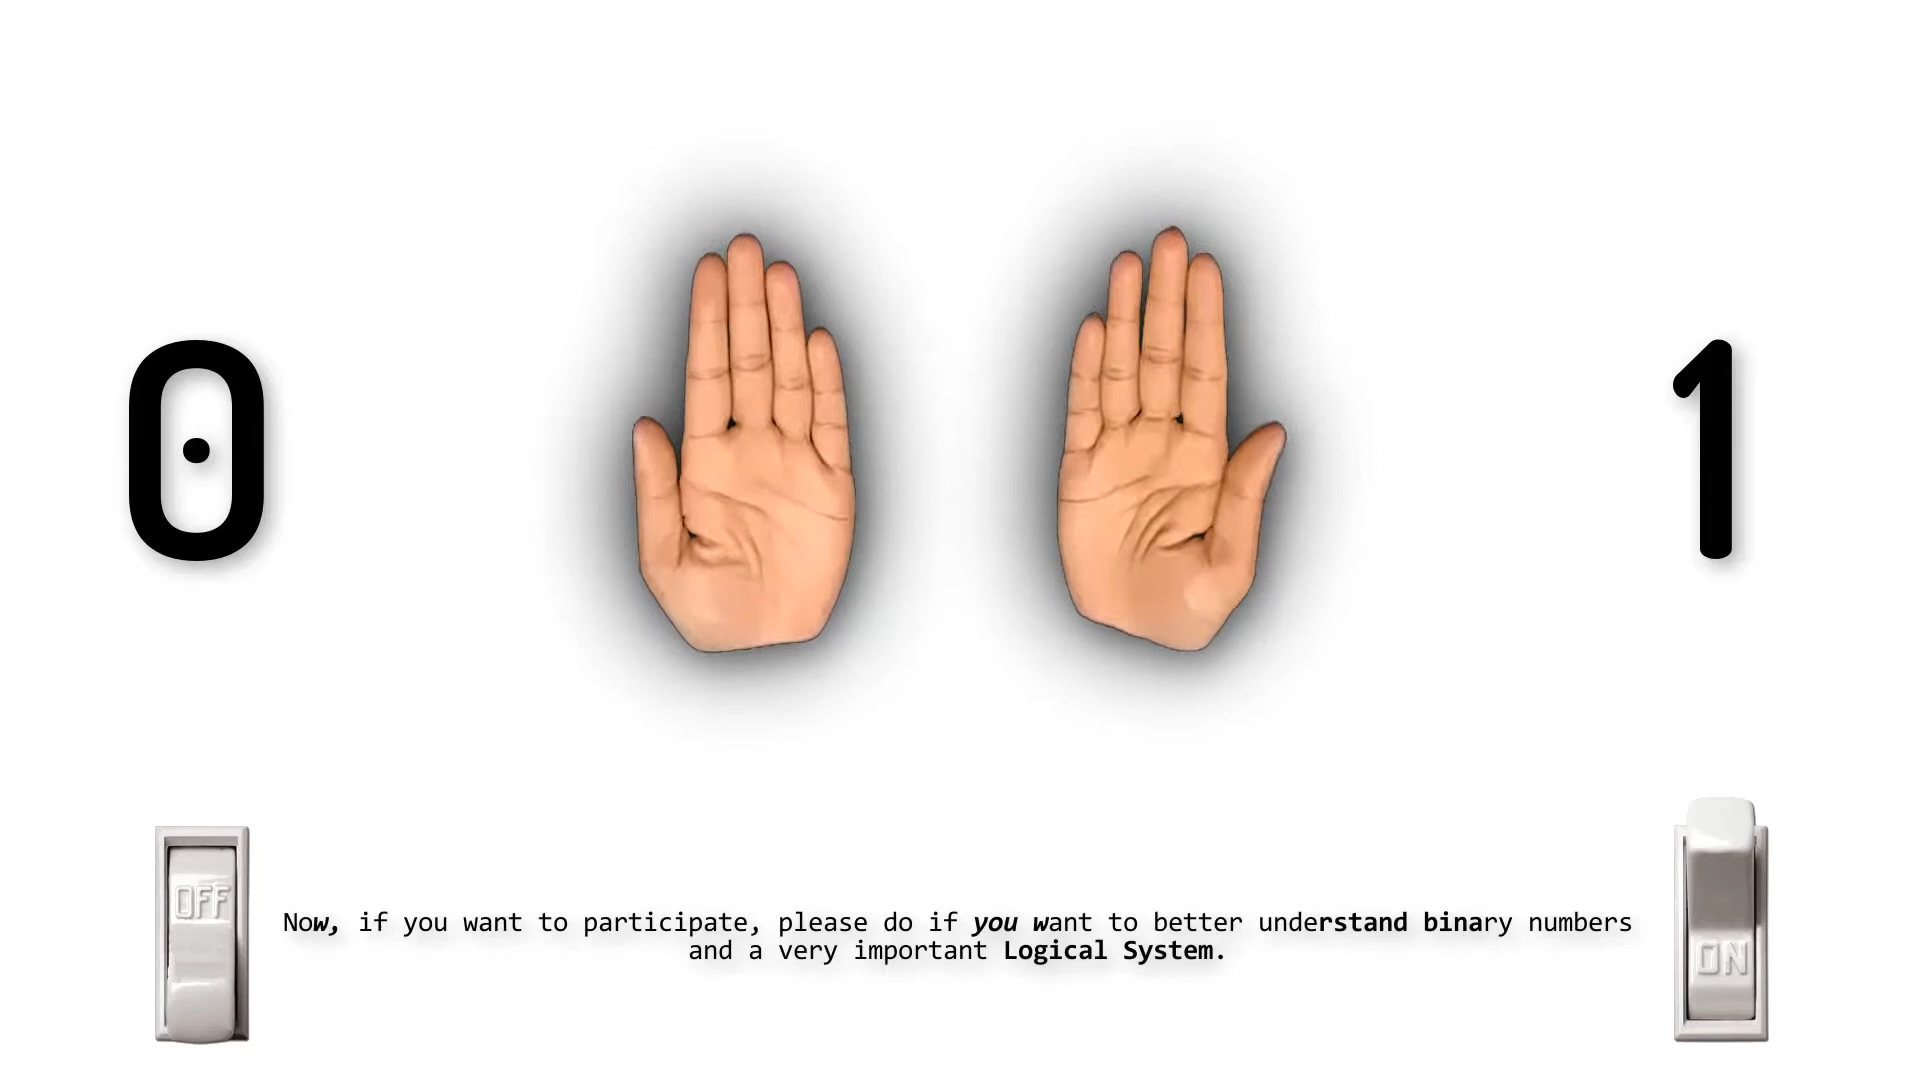 0
1
OFF
ON
Now, if you want to participate, please do if you want to better understand binary numbers
and a very important Logical System.